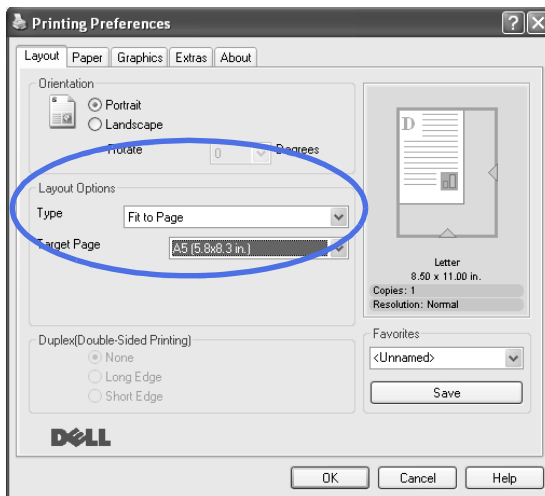 Printing Preferences
Layout Paper Graphics Extras About
Orientation
Portrait
Landscape
Rotate 0 Degrees
Layout Options
Type Fit to Page
Target Page A5 (5.8x8.3 in.)
Duplex(Double-Sided Printing)
None
Long Edge
Short Edge
DELL
D
Letter
8.50 x 11.00 in.
Copies: 1
Resolution: Normal
Favorites
<Unnamed>
Save
OK Cancel Help